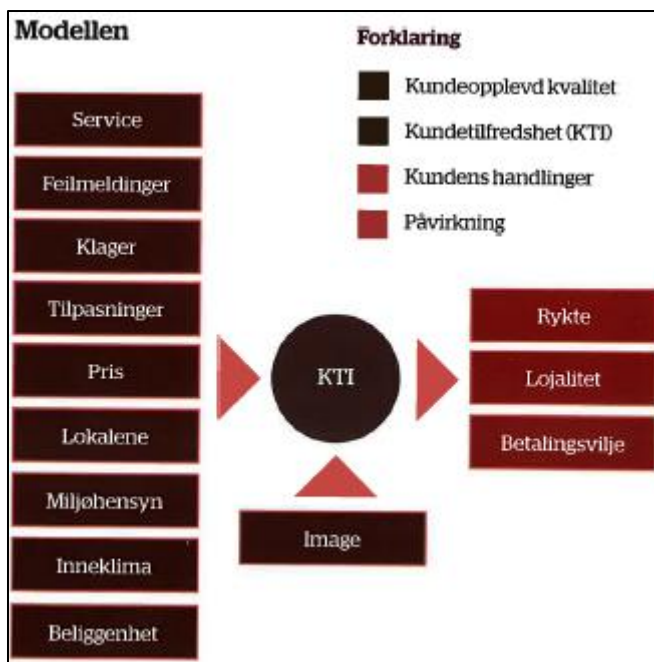 Modellen
Forklaring
Kundeopplevd kvalitet
Kundetilfredshet (KTI)
Kundens handlinger
Påvirkning
Service
Feilmeldinger
Klager
Tilpasninger
Pris
Lokalene
Miljøhensyn
Inneklima
Beliggenhet
KTI
Image
Rykte
Lojalitet
Betalingsvilje